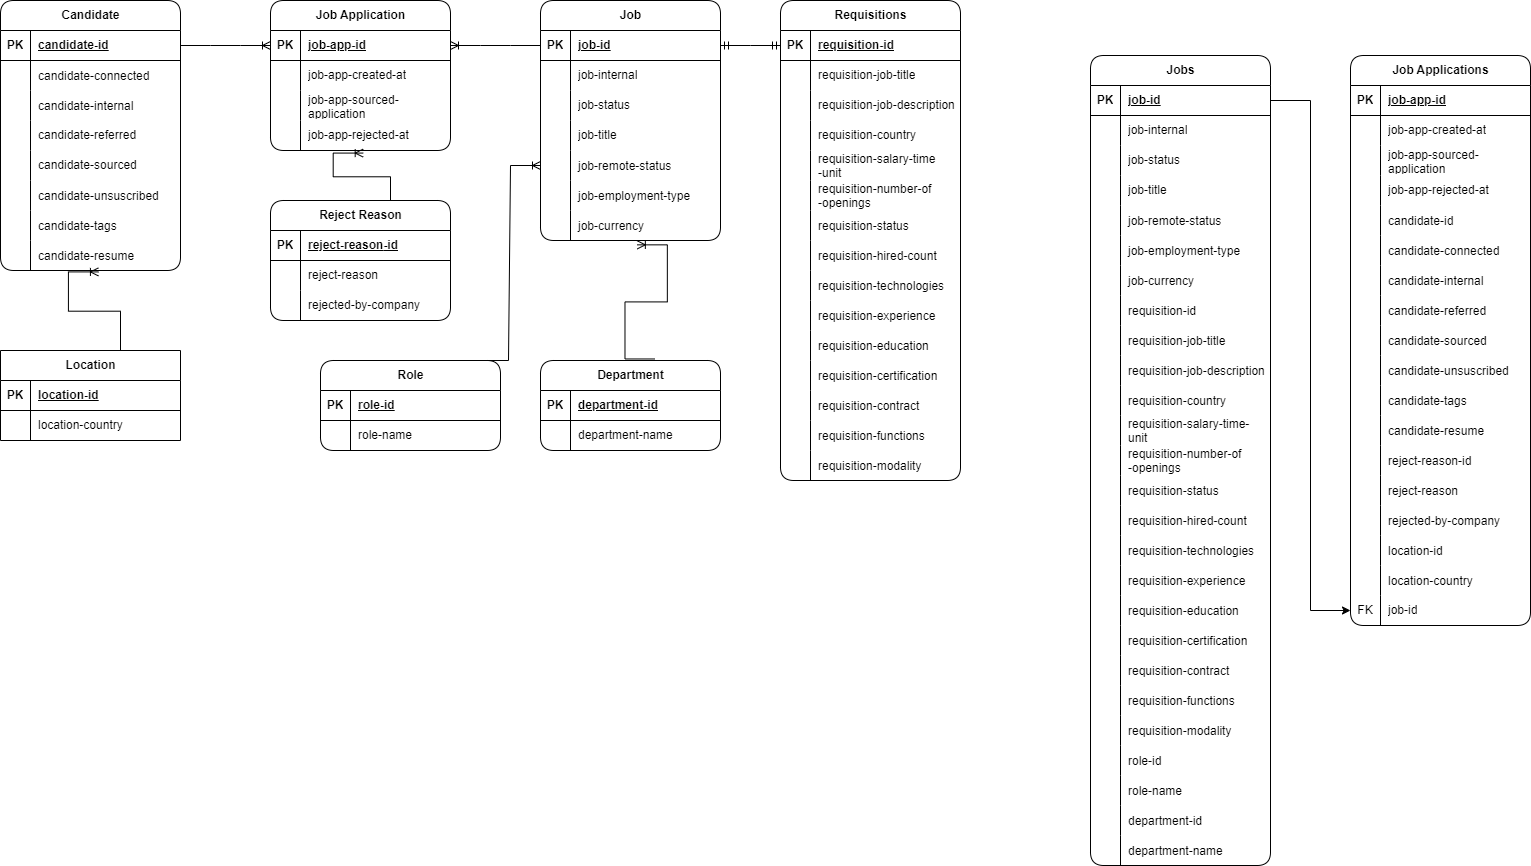 Candidate
PK candidate-id
candidate-connected
candidate-internal
candidate-referred
candidate-sourced
candidate-unsuscribed
candidate-tags
candidate-resume
Location
PK location-id
location-country
Job Application
PK job-app-id
job-app-created-at
job-app-sourced-
application
job-app-rejected-at
Reject Reason
PK reject-reason-id
reject-reason
rejected-by-company
Role
PK role-id
role-name
Job
PK job-id
job-internal
job-status
job-title
job-remote-status
job-employment-type
job-currency
Department
PK department-id
department-name
Requisitions
PK requisition-id
requisition-job-title
requisition-job-description
requisition-country
requisition-salary-time
-unit
requisition-number-of
-openings
requisition-status
requisition-hired-count
requisition-technologies
requisition-experience
requisition-education
requisition-certification
requisition-contract
requisition-functions
requisition-modality
Jobs
PK job-id
job-internal
job-status
job-title
job-remote-status
job-employment-type
job-currency
requisition-id
requisition-job-title
requisition-job-description
requisition-country
requisition-salary-time-
unit
requisition-number-of
-openings
requisition-status
requisition-hired-count
requisition-technologies
requisition-experience
requisition-education
requisition-certification
requisition-contract
requisition-functions
requisition-modality
role-id
role-name
department-id
department-name
Job Applications
PK job-app-id
job-app-created-at
job-app-sourced-
application
job-app-rejected-at
candidate-id
candidate-connected
candidate-internal
candidate-referred
candidate-sourced
candidate-unsuscribed
candidate-tags
candidate-resume
reject-reason-id
reject-reason
rejected-by-company
location-id
location-country
FK job-id